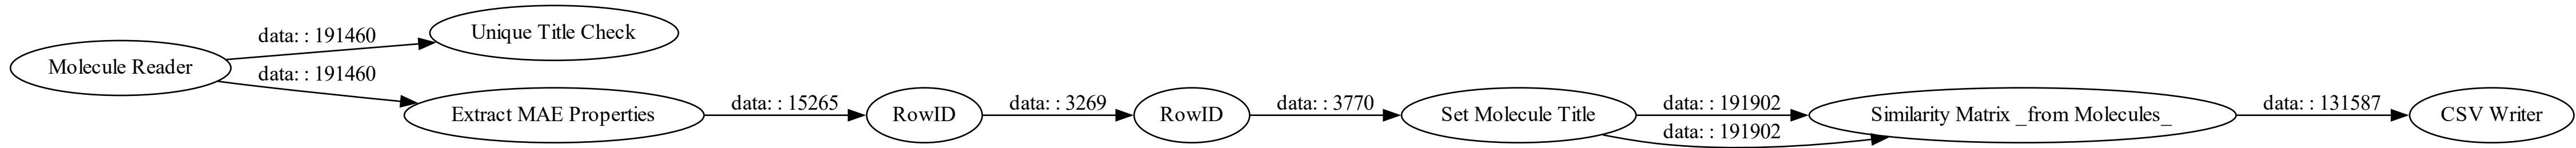 Molecule Reader
data: : 191460
data: : 191460
Unique Title Check
Extract MAE Properties
data: : 15265
RowID
data: : 3269
RowID
data: : 3770
Set Molecule Title
data: : 191902
data: : 191902
Similarity Matrix _from Molecules_
data: : 131587
CSV Writer